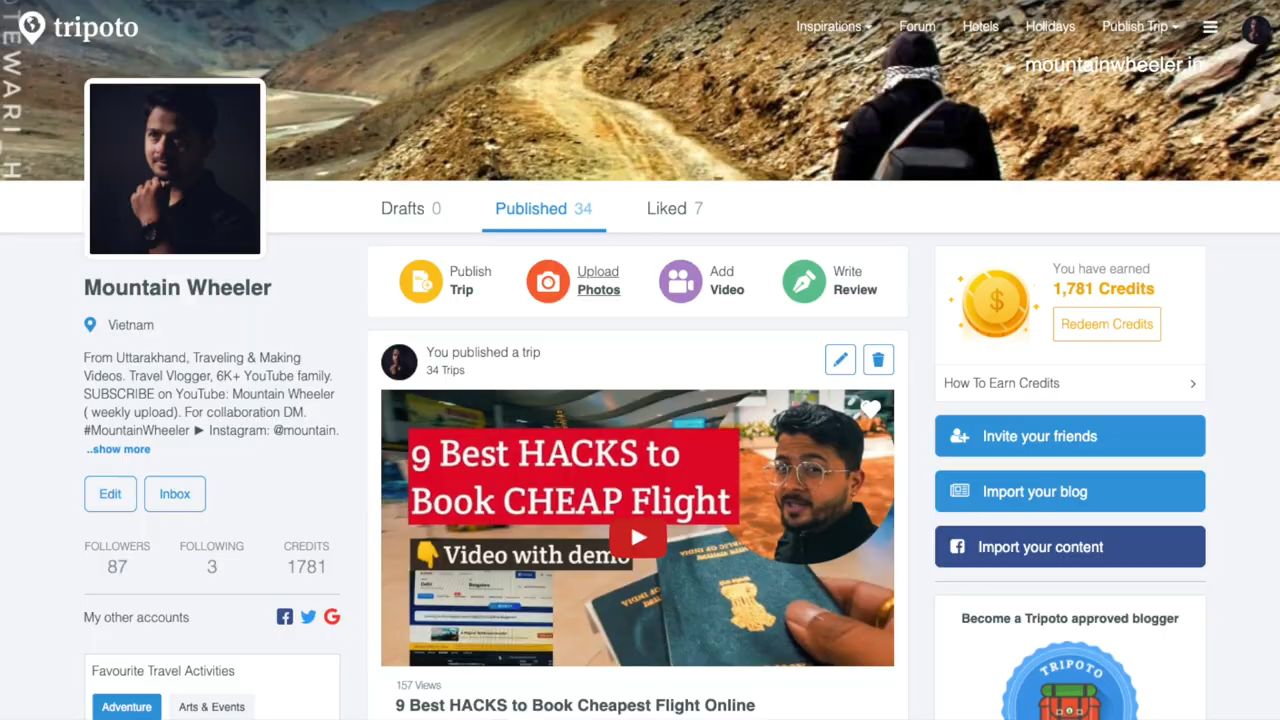 tripoto
Inspirations
Forum
Hotels
Holidays
Publish Trip
mountainwheeler.in
TEWARI H
Drafts 0
Published 34
Liked 7
Mountain Wheeler
Vietnam
From Uttarakhand, Traveling & Making
Videos. Travel Vlogger, 6K+ YouTube family.
SUBSCRIBE on YouTube: Mountain Wheeler
( weekly upload). For collaboration DM.
#MountainWheeler ► Instagram: @mountain.
..show more
Edit
Inbox
FOLLOWERS
FOLLOWING
CREDITS
87
3
1781
My other accounts
Favourite Travel Activities
Adventure
Arts & Events
Publish
Trip
Upload
Photos
Add
Video
Write
Review
You published a trip
34 Trips
9 Best HACKS to
Book CHEAP Flight
👇Video with demo
Delhi
Bangalore
157 Views
9 Best HACKS to Book Cheapest Flight Online
You have earned
1,781 Credits
Redeem Credits
How To Earn Credits
Invite your friends
Import your blog
Import your content
Become a Tripoto approved blogger
TRIPOTO